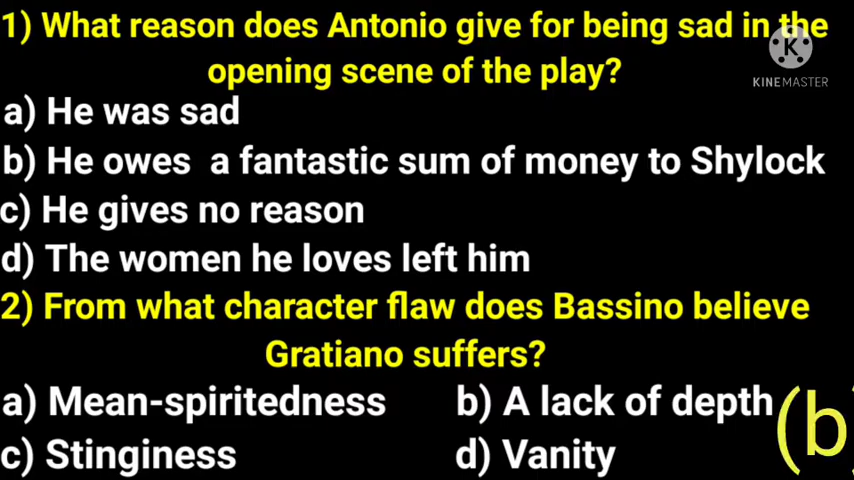 1) What reason does Antonio give for being sad in the
opening scene of the play?
K
KINEMASTER
a) He was sad
b) He owes a fantastic sum of money to Shylock
c) He gives no reason
d) The women he loves left him
2) From what character flaw does Bassino believe
Gratiano suffers?
a) Mean-spiritedness b) A lack of depth
(b
c) Stinginess d) Vanity